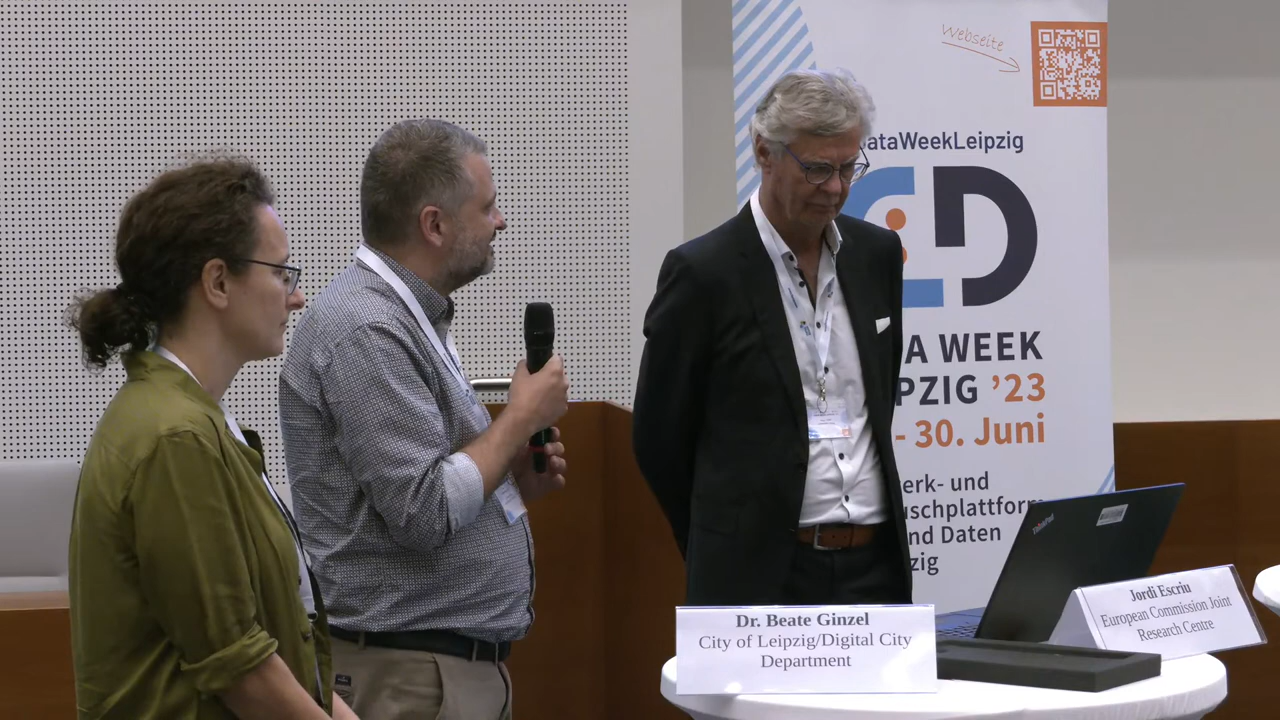 Webseite
ataWeekLeipzig
A WEEK
PZIG ’23
- 30. Juni
erk- und
uschplattform
nd Daten
zig
ThinkPad
Dr. Beate Ginzel
City of Leipzig/Digital City
Department
Jordi Escriu
European Commission Joint
Research Centre